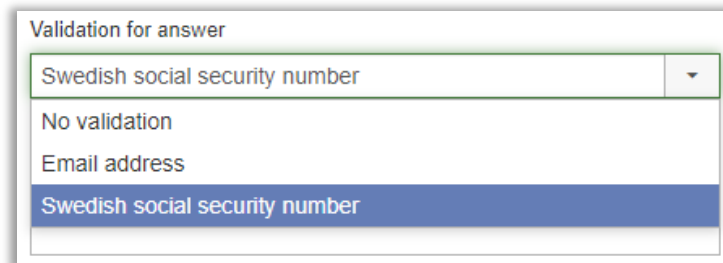 Validation for answer
Swedish social security number
No validation
Email address
Swedish social security number